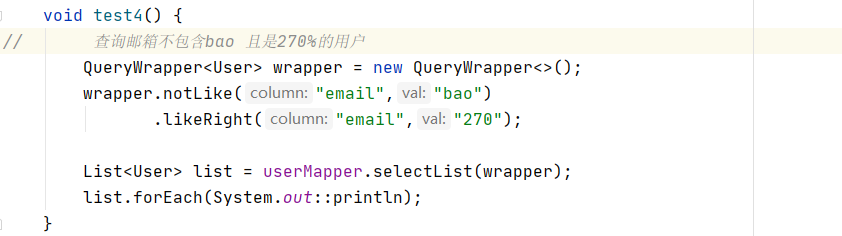 void test4() {
//        查询邮箱不包含bao 且是270%的用户
QueryWrapper<User> wrapper = new QueryWrapper<>();
wrapper.notLike( column: "email", val: "bao")
.likeRight( column: "email", val: "270");
List<User> list = userMapper.selectList(wrapper);
list.forEach(System.out::println);
}